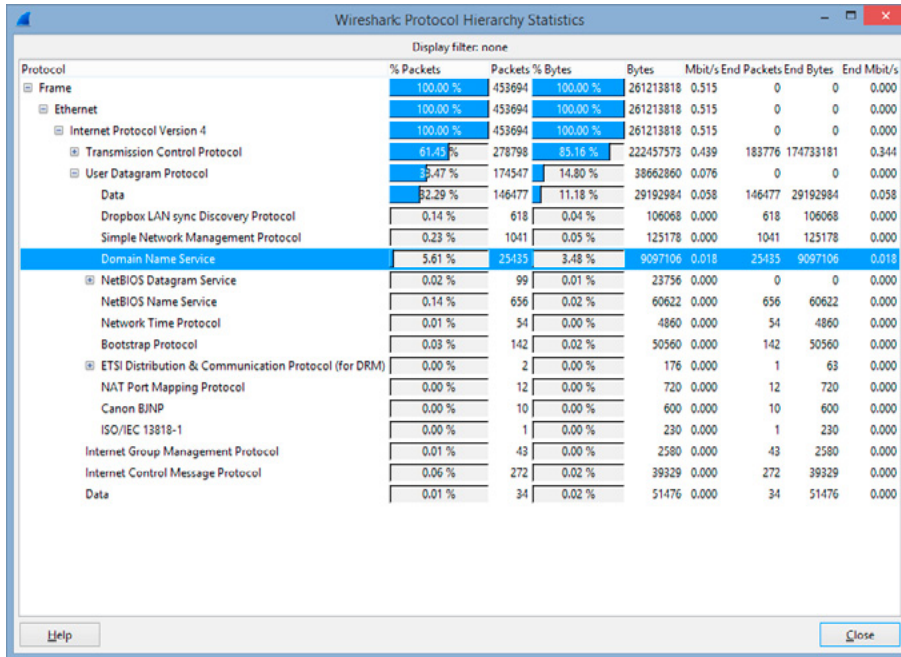 Wireshark: Protocol Hierarchy Statistics
Display filter: none
Protocol % Packets Packets % Bytes Bytes Mbit/s End Packets End Bytes End Mbit/s
Frame 100.00 % 453694 100.00 % 261213818 0.515 0 0 0.000
Ethernet 100.00 % 453694 100.00 % 261213818 0.515 0 0 0.000
Internet Protocol Version 4 100.00 % 453694 100.00 % 261213818 0.515 0 0 0.000
Transmission Control Protocol 61.45 % 278798 85.16 % 222457573 0.439 183776 174733181 0.344
User Datagram Protocol 38.47 % 174547 14.80 % 38662860 0.076 0 0 0.000
Data 32.29 % 146477 11.18 % 29192984 0.058 146477 29192984 0.058
Dropbox LAN sync Discovery Protocol 0.14 % 618 0.04 % 106068 0.000 618 106068 0.000
Simple Network Management Protocol 0.23 % 1041 0.05 % 125178 0.000 1041 125178 0.000
Domain Name Service 5.61 % 25435 3.48 % 9097106 0.018 25435 9097106 0.018
NetBIOS Datagram Service 0.02 % 99 0.01 % 23756 0.000 0 0 0.000
NetBIOS Name Service 0.14 % 656 0.02 % 60622 0.000 656 60622 0.000
Network Time Protocol 0.01 % 54 0.00 % 4860 0.000 54 4860 0.000
Bootstrap Protocol 0.03 % 142 0.02 % 50560 0.000 142 50560 0.000
ETSI Distribution & Communication Protocol (for DRM) 0.00 % 2 0.00 % 176 0.000 1 63 0.000
NAT Port Mapping Protocol 0.00 % 12 0.00 % 720 0.000 12 720 0.000
Canon BJNP 0.00 % 10 0.00 % 600 0.000 10 600 0.000
ISO/IEC 13818-1 0.00 % 1 0.00 % 230 0.000 1 230 0.000
Internet Group Management Protocol 0.01 % 43 0.00 % 2580 0.000 43 2580 0.000
Internet Control Message Protocol 0.06 % 272 0.02 % 39329 0.000 272 39329 0.000
Data 0.01 % 34 0.02 % 51476 0.000 34 51476 0.000
Help Close